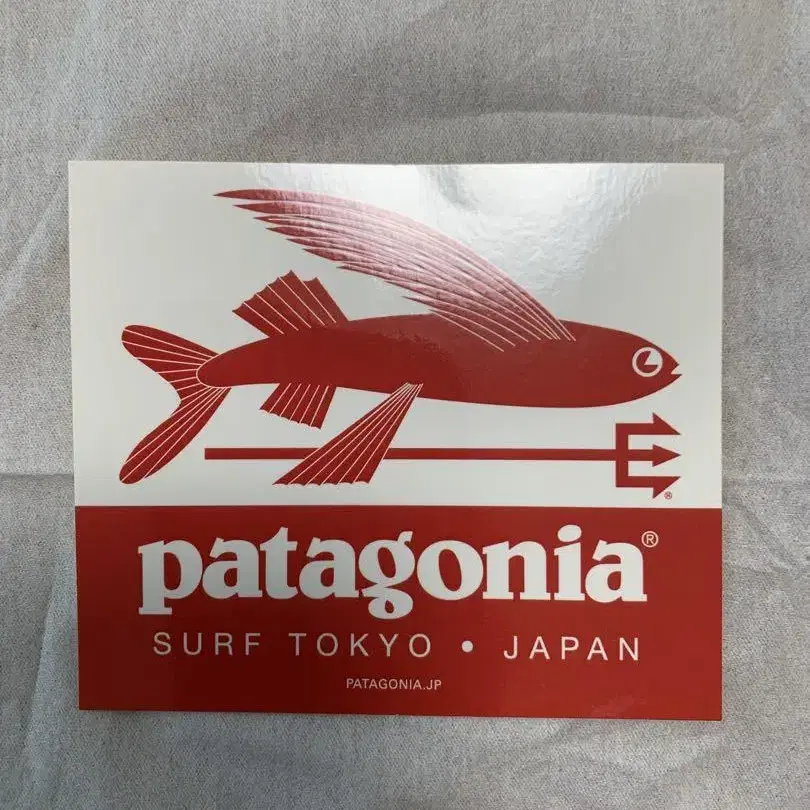 ®
patagonia®
SURF TOKYO • JAPAN
PATAGONIA.JP